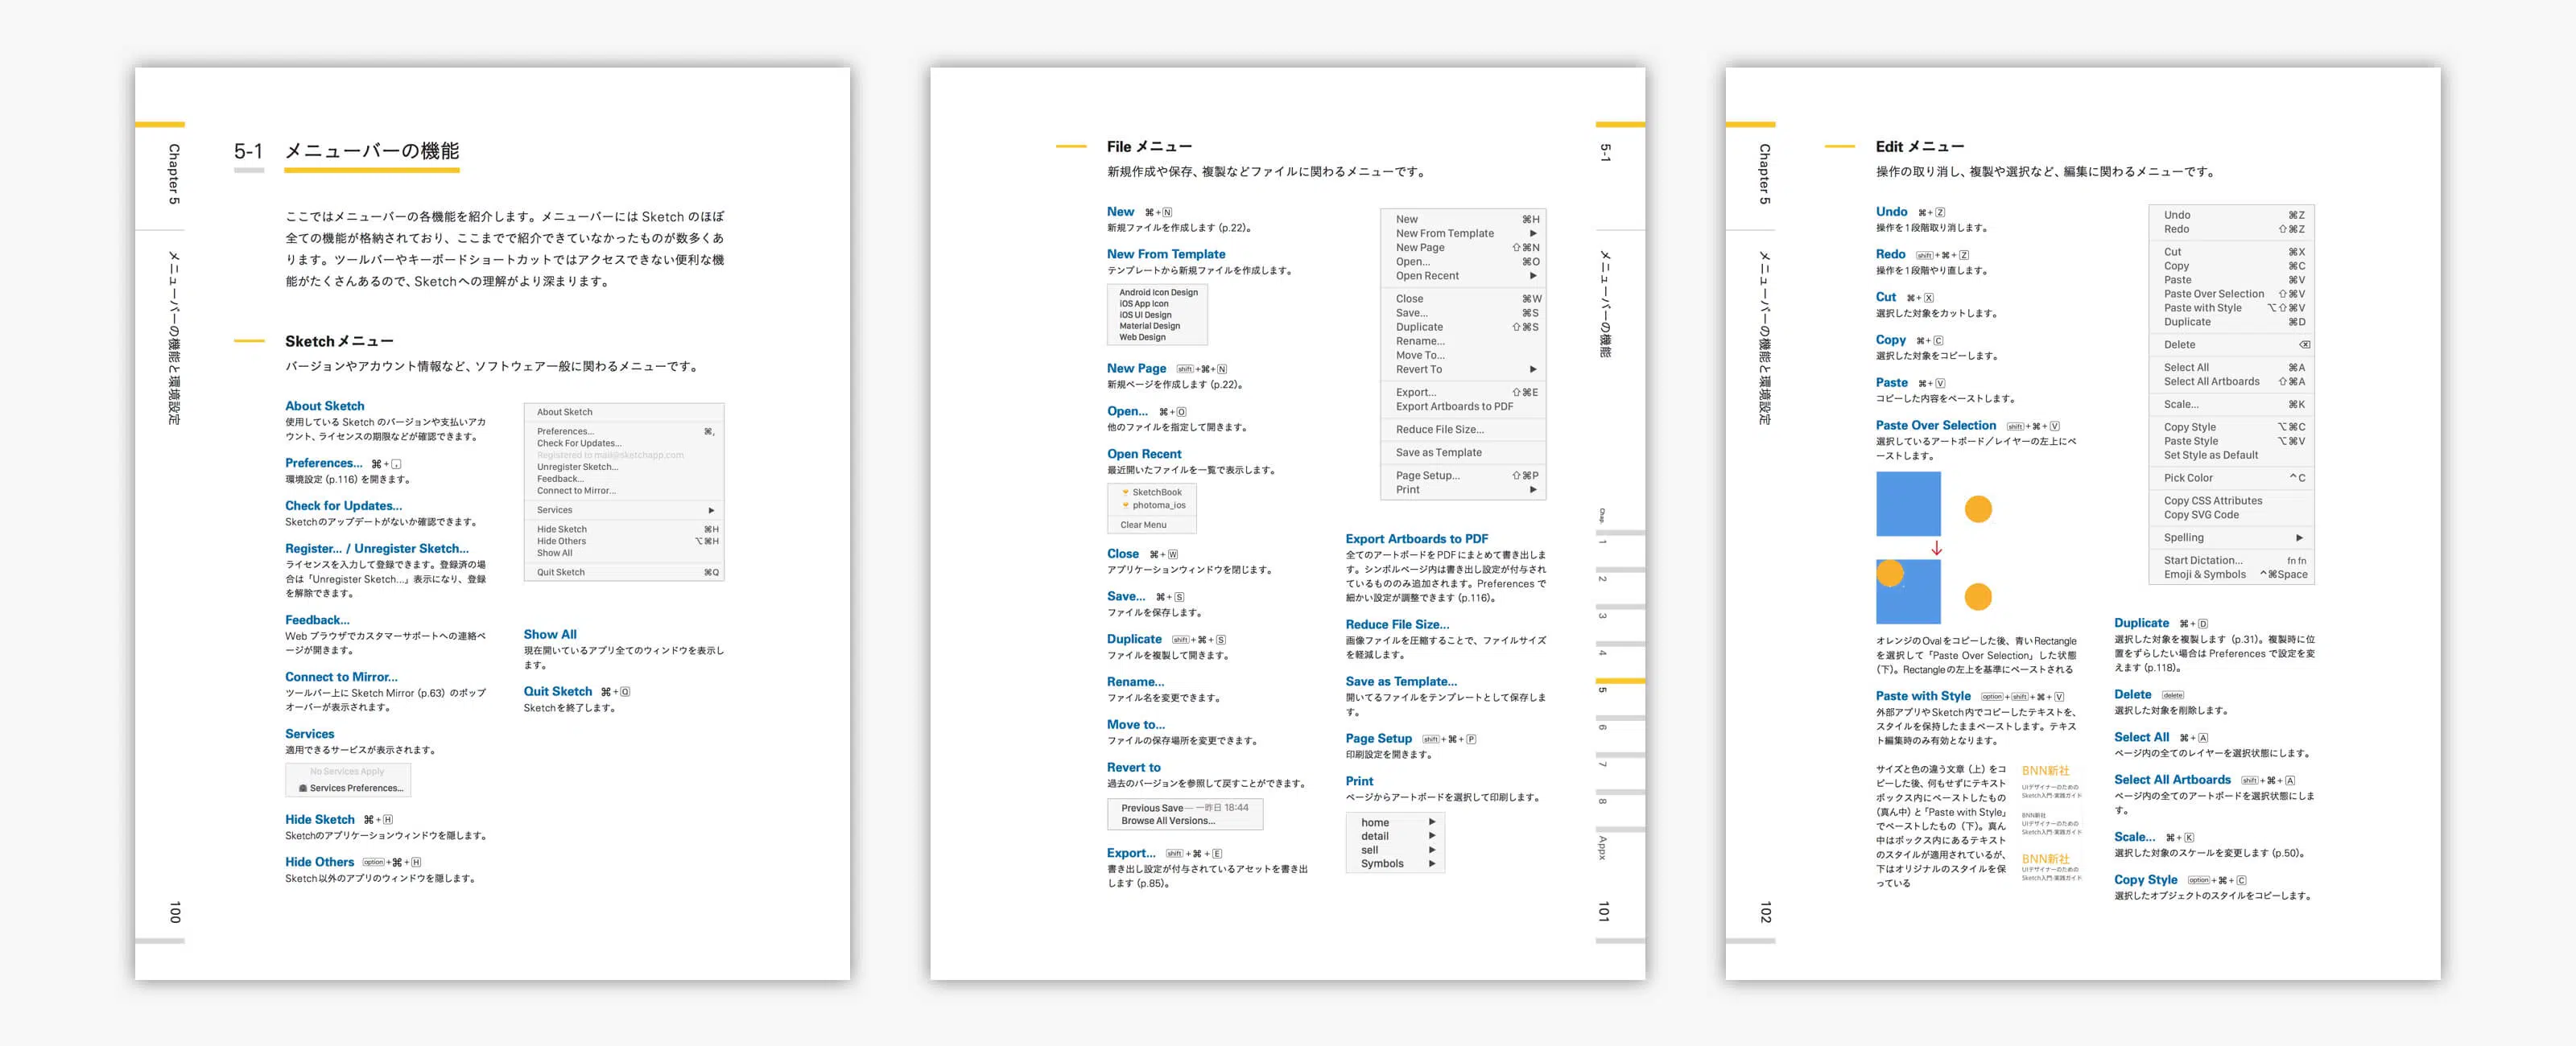 Chapter 5
メニューバーの機能と環境設定
100
5-1 メニューバーの機能
ここではメニューバーの各機能を紹介します。メニューバーには Sketch のほぼ
全ての機能が格納されており、ここまでで紹介できていなかったものが数多くあ
ります。ツールバーやキーボードショートカットではアクセスできない便利な機
能がたくさんあるので、Sketchへの理解がより深まります。
Sketchメニュー
バージョンやアカウント情報など、ソフトウェア一般に関わるメニューです。
About Sketch
使用している Sketch のバージョンや支払いアカ
ウント、ライセンスの期限などが確認できます。
Preferences... ⌘+,
環境設定 (p.116) を開きます。
Check for Updates...
Sketchのアップデートがないか確認できます。
Register... / Unregister Sketch...
ライセンスを入力して登録できます。登録済の場
合は「Unregister Sketch...」表示になり、登録
を解除できます。
Feedback...
Web ブラウザでカスタマーサポートへの連絡ペ
ージが開きます。
Connect to Mirror...
ツールバー上に Sketch Mirror (p.63) のポップ
オーバーが表示されます。
Services
適用できるサービスが表示されます。
No Services Apply
Services Preferences...
Hide Sketch ⌘+H
Sketchのアプリケーションウィンドウを隠します。
Hide Others option+⌘+H
Sketch以外のアプリのウィンドウを隠します。
About Sketch
Preferences... ⌘,
Check For Updates...
Registered to mail@sketchapp.com
Unregister Sketch...
Feedback...
Connect to Mirror...
Services ▶
Hide Sketch ⌘H
Hide Others ⌥⌘H
Show All
Quit Sketch ⌘Q
Show All
現在開いているアプリ全てのウィンドウを表示し
ます。
Quit Sketch ⌘+Q
Sketchを終了します。
File メニュー
新規作成や保存、複製などファイルに関わるメニューです。
New ⌘+N
新規ファイルを作成します (p.22)。
New From Template
テンプレートから新規ファイルを作成します。
Android Icon Design
iOS App Icon
iOS UI Design
Material Design
Web Design
New Page shift+⌘+N
新規ページを作成します (p.22)。
Open... ⌘+O
他のファイルを指定して開きます。
Open Recent
最近開いたファイルを一覧で表示します。
SketchBook
photoma_ios
Clear Menu
Close ⌘+W
アプリケーションウィンドウを閉じます。
Save... ⌘+S
ファイルを保存します。
Duplicate shift+⌘+S
ファイルを複製して開きます。
Rename...
ファイル名を変更できます。
Move to...
ファイルの保存場所を変更できます。
Revert to
過去のバージョンを参照して戻すことができます。
Previous Save— 一昨日 18:44
Browse All Versions...
Export... shift+⌘+E
書き出し設定が付与されているアセットを書き出
します (p.85)。
New ⌘H
New From Template ▶
New Page ⇧⌘N
Open... ⌘O
Open Recent ▶
Close ⌘W
Save... ⌘S
Duplicate ⇧⌘S
Rename...
Move To...
Revert To ▶
Export... ⇧⌘E
Export Artboards to PDF
Reduce File Size...
Save as Template
Page Setup... ⇧⌘P
Print ▶
Export Artboards to PDF
全てのアートボードをPDFにまとめて書き出しま
す。シンボルページ内は書き出し設定が付与され
ているもののみ追加されます。Preferences で
細かい設定が調整できます (p.116)。
Reduce File Size...
画像ファイルを圧縮することで、ファイルサイズ
を軽減します。
Save as Template...
開いてるファイルをテンプレートとして保存しま
す。
Page Setup shift+⌘+P
印刷設定を開きます。
Print
ページからアートボードを選択して印刷します。
home ▶
detail ▶
sell ▶
Symbols ▶
5-1
メニューバーの機能
Chap.
1
2
3
4
5
6
7
8
Appx
101
Chapter 5
メニューバーの機能と環境設定
102
Edit メニュー
操作の取り消し、複製や選択など、編集に関わるメニューです。
Undo ⌘+Z
操作を1段階取り消します。
Redo shift+⌘+Z
操作を1段階やり直します。
Cut ⌘+X
選択した対象をカットします。
Copy ⌘+C
選択した対象をコピーします。
Paste ⌘+V
コピーした内容をペーストします。
Paste Over Selection shift+⌘+V
選択しているアートボード／レイヤーの左上にペ
ーストします。
オレンジのOvalをコピーした後、青いRectangle
を選択して「Paste Over Selection」した状態
（下）。Rectangleの左上を基準にペーストされる
Paste with Style option+shift+⌘+V
外部アプリやSketch内でコピーしたテキストを、
スタイルを保持したままペーストします。テキス
ト編集時のみ有効となります。
サイズと色の違う文章（上）をコ
ピーした後、何もせずにテキスト
ボックス内にペーストしたもの
（真ん中）と「Paste with Style」
でペーストしたもの（下）。真ん
中はボックス内にあるテキスト
のスタイルが適用されているが、
下はオリジナルのスタイルを保
っている
BNN新社
UIデザイナーのための
Sketch入門 実践ガイド
BNN新社
UIデザイナーのための
Sketch入門 実践ガイド
BNN新社
UIデザイナーのための
Sketch入門 実践ガイド
Undo ⌘Z
Redo ⇧⌘Z
Cut ⌘X
Copy ⌘C
Paste ⌘V
Paste Over Selection ⇧⌘V
Paste with Style ⌥⇧⌘V
Duplicate ⌘D
Delete ⌫
Select All ⌘A
Select All Artboards ⇧⌘A
Scale... ⌘K
Copy Style ⌥⌘C
Paste Style ⌥⌘V
Set Style as Default
Pick Color ^C
Copy CSS Attributes
Copy SVG Code
Spelling ▶
Start Dictation... fn fn
Emoji & Symbols ^⌘Space
Duplicate ⌘+D
選択した対象を複製します (p.31)。複製時に位
置をずらしたい場合は Preferences で設定を変
えます (p.118)。
Delete delete
選択した対象を削除します。
Select All ⌘+A
ページ内の全てのレイヤーを選択状態にします。
Select All Artboards shift+⌘+A
ページ内の全てのアートボードを選択状態にしま
す。
Scale... ⌘+K
選択した対象のスケールを変更します (p.50)。
Copy Style option+⌘+C
選択したオブジェクトのスタイルをコピーします。